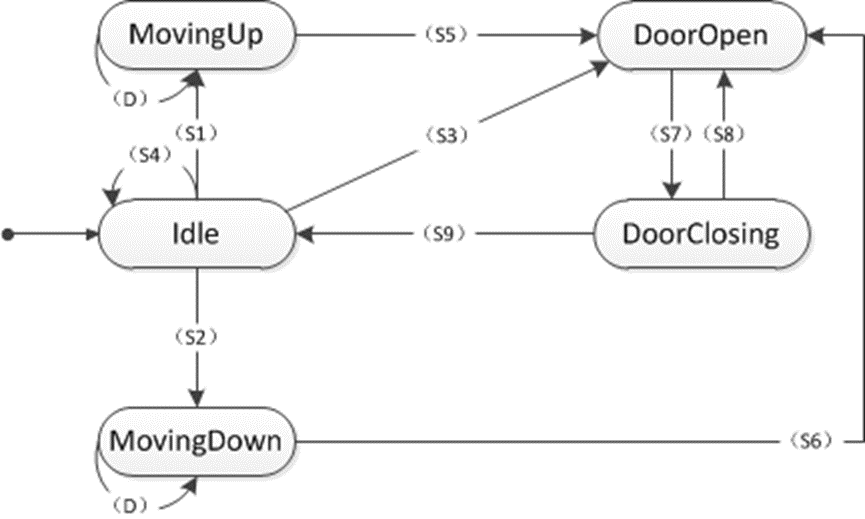 MovingUp
（S5）
DoorOpen
（D）
（S1）
（S3）
（S7）
（S8）
（S4）
Idle
（S9）
DoorClosing
（S2）
MovingDown
（S6）
（D）